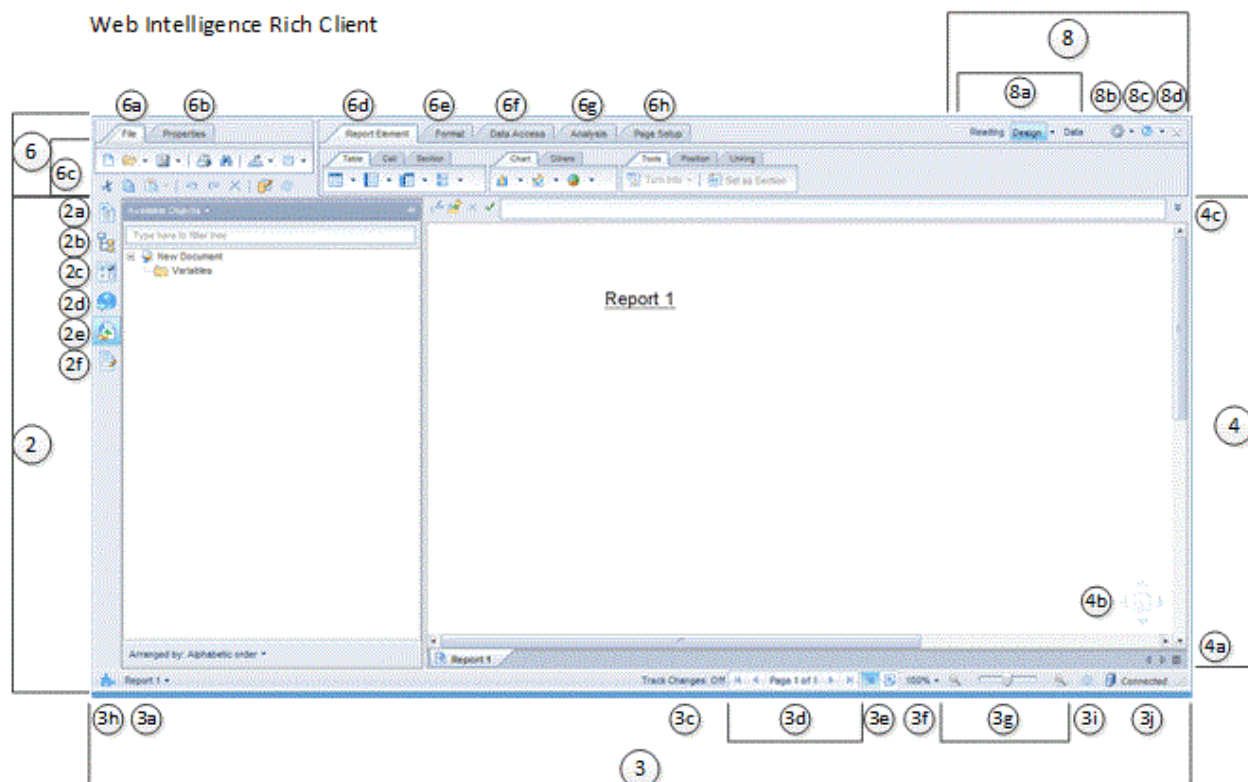 Web Intelligence Rich Client
8
8a 8b 8c 8d
6a 6b 6d 6e 6f 6g 6h
File Properties Report Element Format Data Access Analysis Page Setup Reading Design Data
6
6c
Table Cell Section Chart Others Tools Position Linking
Turn Into Set as Section
2a Available Objects 4c
Type here to filter tree
2b New Document
2c Variables
2d Report 1
2e
2f
2 4
4b
Arranged by: Alphabetic order
Report 1 4a
Report 1 Track Changes: Off Page 1 of 1 100% Connected
3h 3a 3c 3d 3e 3f 3g 3i 3j
3